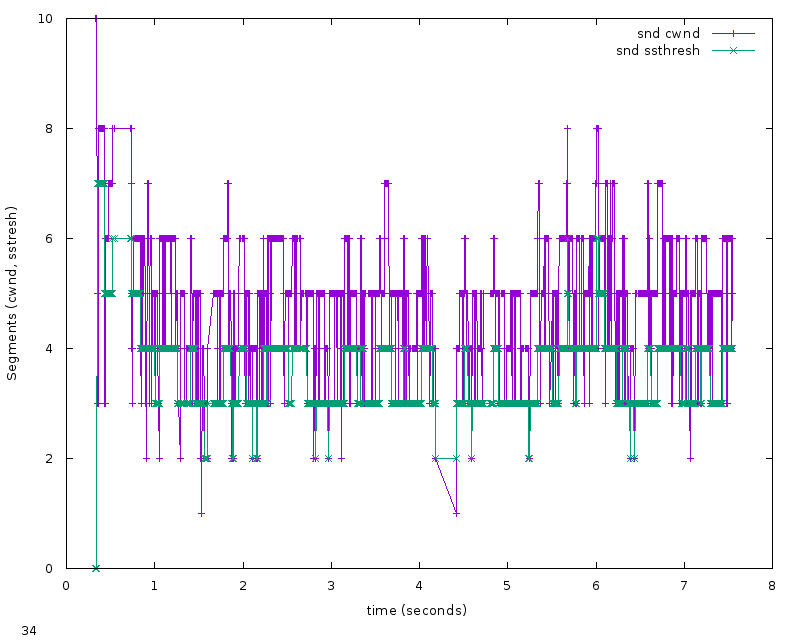 10
8
6
4
2
0
Segments (cwnd, sstresh)
snd cwnd
snd ssthresh
0 1 2 3 4 5 6 7 8
time (seconds)
34